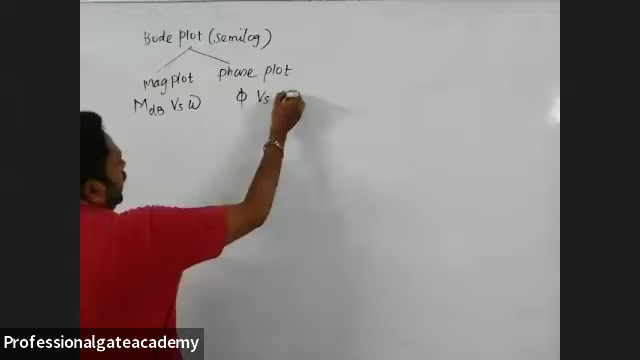 Bode plot (semilog)
Mag plot phase plot
MdB Vs ω ϕ Vs
Professionalgateacademy